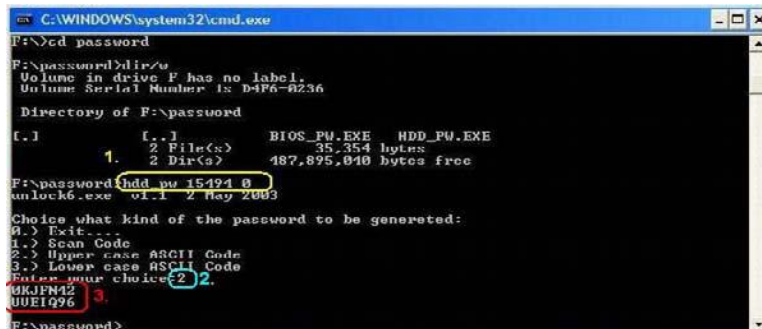 C:\WINDOWS\system32\cmd.exe
F:\>cd password
F:\password>dir/w
Volume in drive F has no label.
Volume Serial Number is D4F6-0236
Directory of F:\password
[.] [..] BIOS_PW.EXE HDD_PW.EXE
2 File(s) 35,354 bytes
2 Dir(s) 487,895,040 bytes free
1.
F:\password>hdd_pw 15494 0
unlock6.exe v1.1 2 May 2003
Choice what kind of the password to be genereted:
0.) Exit....
1.) Scan Code
2.) Upper case ASCII Code
3.) Lower case ASCII Code
Enter your choice:2 2.
0KJFN42
UVEIQ96 3.
F:\password>